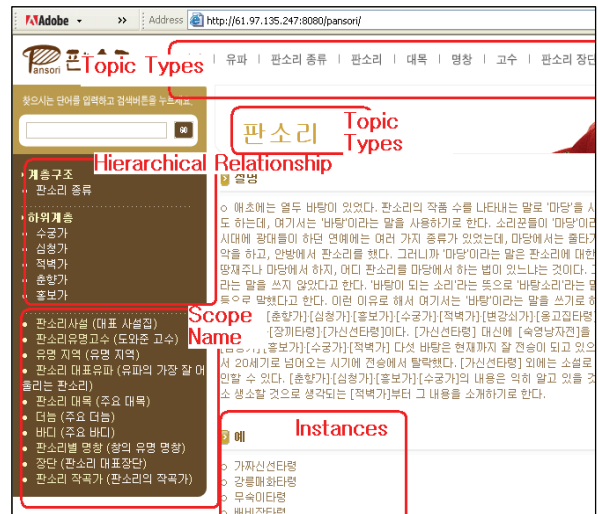 Adobe
Address http://61.97.135.247:8080/pansori/
Pansori
Topic Types
유파 | 판소리 종류 | 판소리 | 대목 | 명창 | 고수 | 판소리 장단
찾으시는 단어를 입력하고 검색버튼을 누르세요.
GO
판소리
Topic
Types
Hierarchical Relationship
계층구조
판소리 종류
하위계층
수궁가
심청가
적벽가
춘향가
흥보가
Scope
Name
판소리사설 (대표 사설집)
판소리유명고수 (도와준 고수)
유명 지역 (유명 지역)
판소리 대표유파 (유파의 가장 잘 어
울리는 판소리)
판소리 대목 (주요 대목)
더늠 (주요 더늠)
바디 (주요 바디)
판소리별 명창 (창의 유명 명창)
장단 (판소리 대표장단)
판소리 작곡가 (판소리의 작곡가)
설명
애초에는 열두 바탕이 있었다. 판소리의 작품 수를 나타내는 말로 '마당'을 사
도 하는데, 여기서는 '바탕'이라는 말을 사용하기로 한다. 소리꾼들이 '마당'이라
시대에 광대들이 하던 연예에는 여러 가지 종류가 있었는데, 마당에서는 줄타기
악을 하고, 안방에서 판소리를 했다. 그러니까 '마당'이라는 말은 판소리에 대한
땅재주나 마당에서 하지, 어디 판소리를 마당에서 하는 법이 있느냐는 것이다. 그
라는 말을 쓰지 않았다고 한다. '바탕이 되는 소리'라는 뜻으로 '바탕소리'라는 말
등으로 말했다고 한다. 이런 이유로 해서 여기서는 '바탕'이라는 말을 쓰기로 하
[춘향가]·[심청가]·[흥보가]·[수궁가]·[적벽가]·[변강쇠가]·[옹고집타령]
·[장끼타령]·[가신선타령]이다. [가신선타령] 대신에 [숙영낭자전]을
[심청가]·[흥보가]·[수궁가]·[적벽가] 다섯 바탕은 현재까지 잘 전승이 되고 있으
서 20세기로 넘어오는 시기에 전승에서 탈락했다. [가신선타령] 외에는 소설로
인할 수 있다. [춘향가]·[심청가]·[흥보가]·[수궁가]의 내용은 익히 알고 있을 것
소 생소할 것으로 생각되는 [적벽가]부터 그 내용을 소개하기로 한다.
예
Instances
가짜신선타령
강릉매화타령
무숙이타령
배비장타령